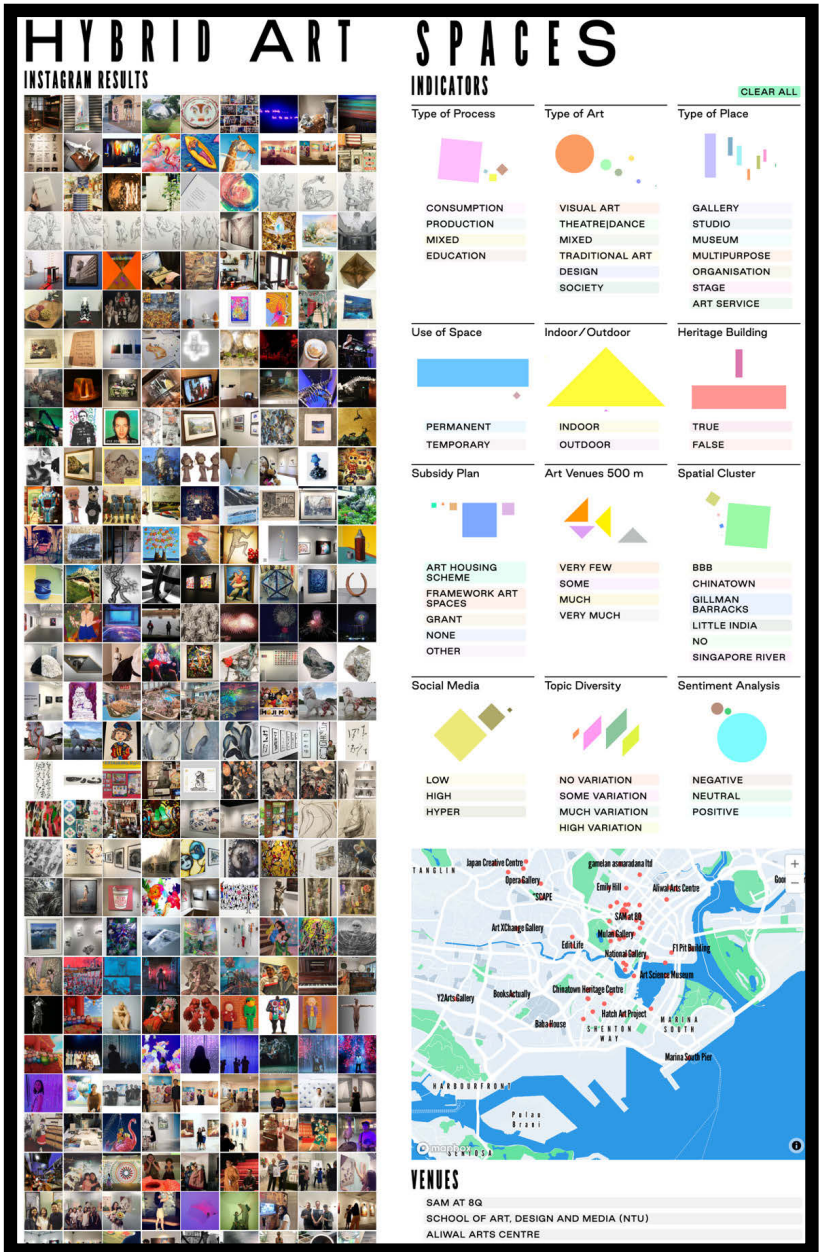 HYBRID ART SPACES
INSTAGRAM RESULTS
INDICATORS
CLEAR ALL
Type of Process
CONSUMPTION
PRODUCTION
MIXED
EDUCATION
Type of Art
VISUAL ART
THEATRE|DANCE
MIXED
TRADITIONAL ART
DESIGN
SOCIETY
Type of Place
GALLERY
STUDIO
MUSEUM
MULTIPURPOSE
ORGANISATION
STAGE
ART SERVICE
Use of Space
PERMANENT
TEMPORARY
Indoor/Outdoor
INDOOR
OUTDOOR
Heritage Building
TRUE
FALSE
Subsidy Plan
ART HOUSING
SCHEME
FRAMEWORK ART
SPACES
GRANT
NONE
OTHER
Art Venues 500 m
VERY FEW
SOME
MUCH
VERY MUCH
Spatial Cluster
BBB
CHINATOWN
GILLMAN
BARRACKS
LITTLE INDIA
NO
SINGAPORE RIVER
Social Media
LOW
HIGH
HYPER
Topic Diversity
NO VARIATION
SOME VARIATION
MUCH VARIATION
HIGH VARIATION
Sentiment Analysis
NEGATIVE
NEUTRAL
POSITIVE
TANGLIN
Japan Creative Centre
gamelan asmaradana ltd
Opera Gallery
Emily Hill
Aliwal Arts Centre
*SCAPE
SAM at 8Q
Art XChange Gallery
Mulan Gallery
Edit Life
F1 Pit Building
National Gallery
Art Science Museum
Chinatown Heritage Centre
Y2Arts Gallery
BooksActually
Hatch Art Project
Baba House
SHENTON
WAY
MARINA
SOUTH
Marina South Pier
HARBOURFRONT
Pulau
Brani
mapbox
SENTOSA
VENUES
SAM AT 8Q
SCHOOL OF ART, DESIGN AND MEDIA (NTU)
ALIWAL ARTS CENTRE